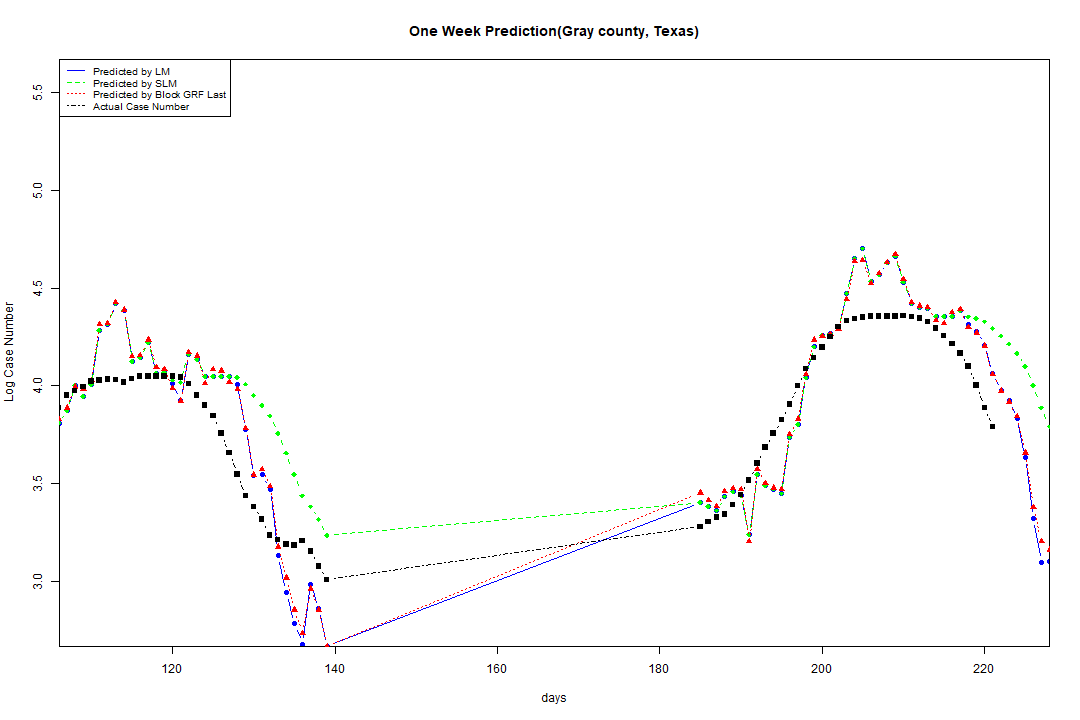 One Week Prediction(Gray county, Texas)
Predicted by LM
Predicted by SLM
Predicted by Block GRF Last
Actual Case Number
5.5
5.0
4.5
4.0
3.5
3.0
Log Case Number
120 140 160 180 200 220
days